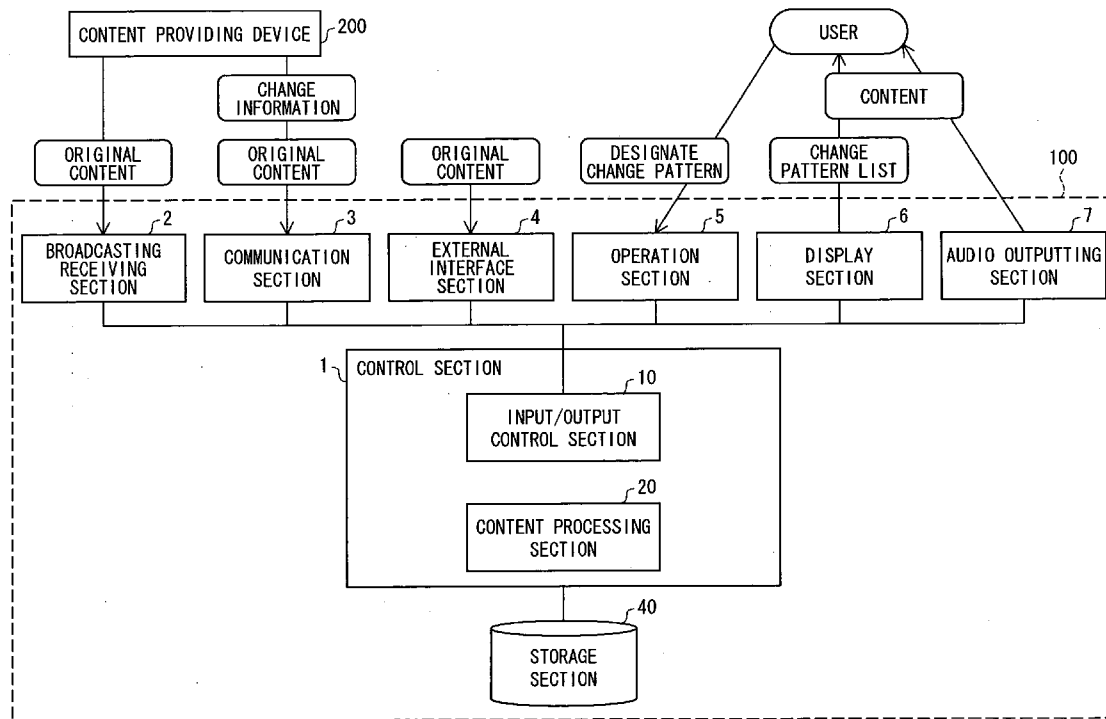 CONTENT PROVIDING DEVICE
200
USER
CHANGE
INFORMATION
CONTENT
ORIGINAL
CONTENT
ORIGINAL
CONTENT
ORIGINAL
CONTENT
DESIGNATE
CHANGE PATTERN
CHANGE
PATTERN LIST
100
2
BROADCASTING
RECEIVING
SECTION
3
COMMUNICATION
SECTION
4
EXTERNAL
INTERFACE
SECTION
5
OPERATION
SECTION
6
DISPLAY
SECTION
7
AUDIO OUTPUTTING
SECTION
1
CONTROL SECTION
10
INPUT/OUTPUT
CONTROL SECTION
20
CONTENT PROCESSING
SECTION
40
STORAGE
SECTION